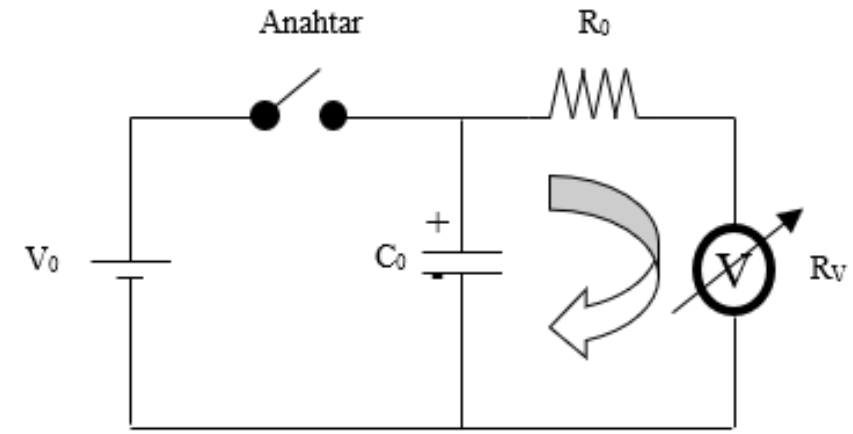 Anahtar
R₀
V₀
+
C₀
-
V
Rᵥ